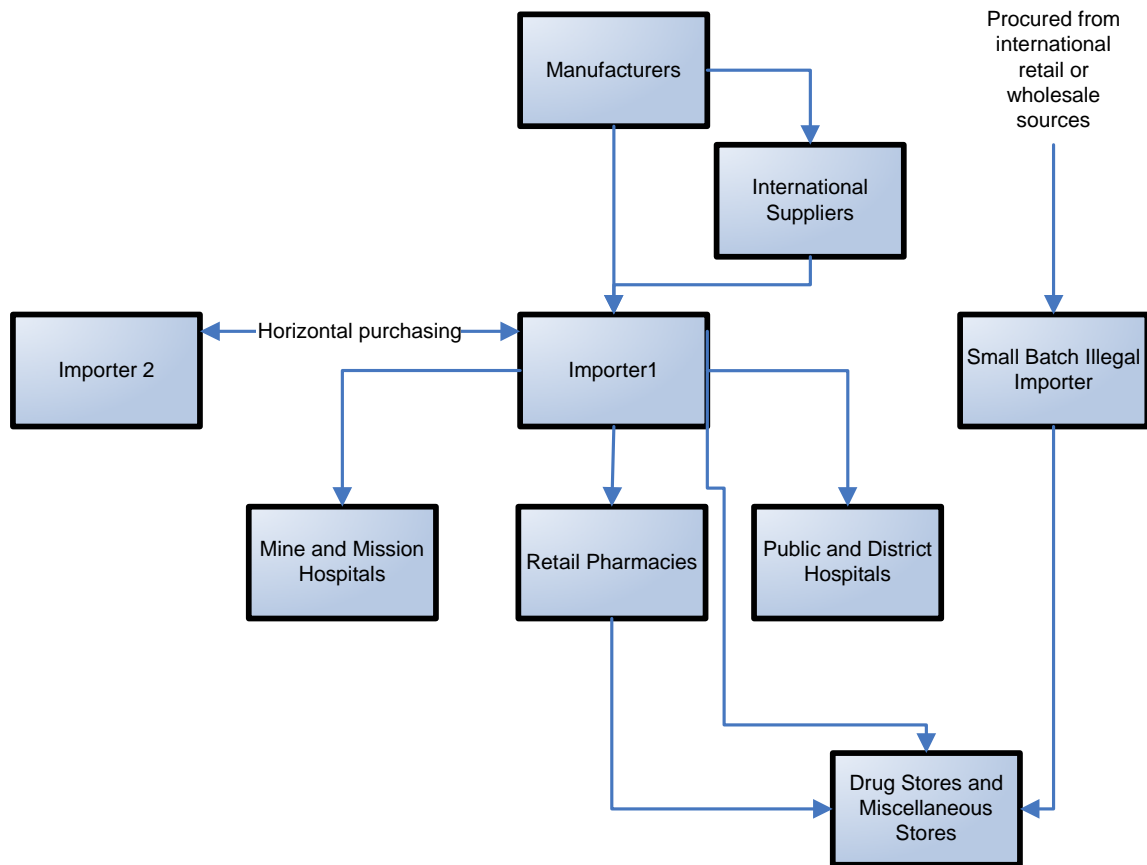 Procured from
international
retail or
wholesale
sources
Manufacturers
International
Suppliers
Importer 2
Horizontal purchasing
Importer1
Small Batch Illegal
Importer
Mine and Mission
Hospitals
Retail Pharmacies
Public and District
Hospitals
Drug Stores and
Miscellaneous
Stores